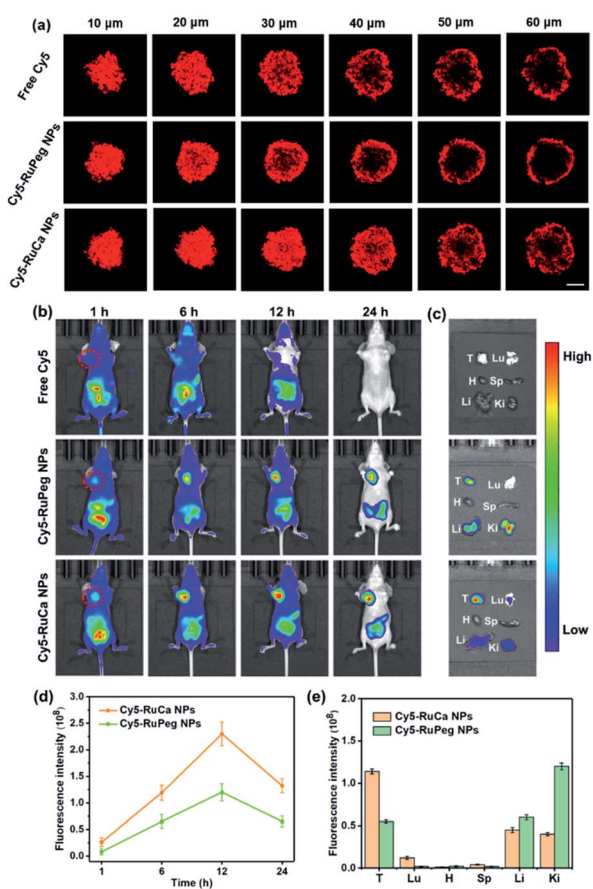 (a)
10 µm 20 µm 30 µm 40 µm 50 µm 60 µm
Free Cy5
Cy5-RuPeg NPs
Cy5-RuCa NPs
(b) 1 h 6 h 12 h 24 h (c)
Free Cy5
T Lu
H Sp
Li Ki
High
Cy5-RuPeg NPs
T Lu
H Sp
Li Ki
Cy5-RuCa NPs
T Lu
H Sp
Li Ki
Low
(d)
Cy5-RuCa NPs
Cy5-RuPeg NPs
Fluorescence intensity (10⁸)
3.0
2.5
2.0
1.5
1.0
0.5
0.0
1 6 12 24
Time (h)
(e)
Cy5-RuCa NPs
Cy5-RuPeg NPs
Fluorescence intensity (10⁸)
2.0
1.5
1.0
0.5
0.0
T Lu H Sp Li Ki